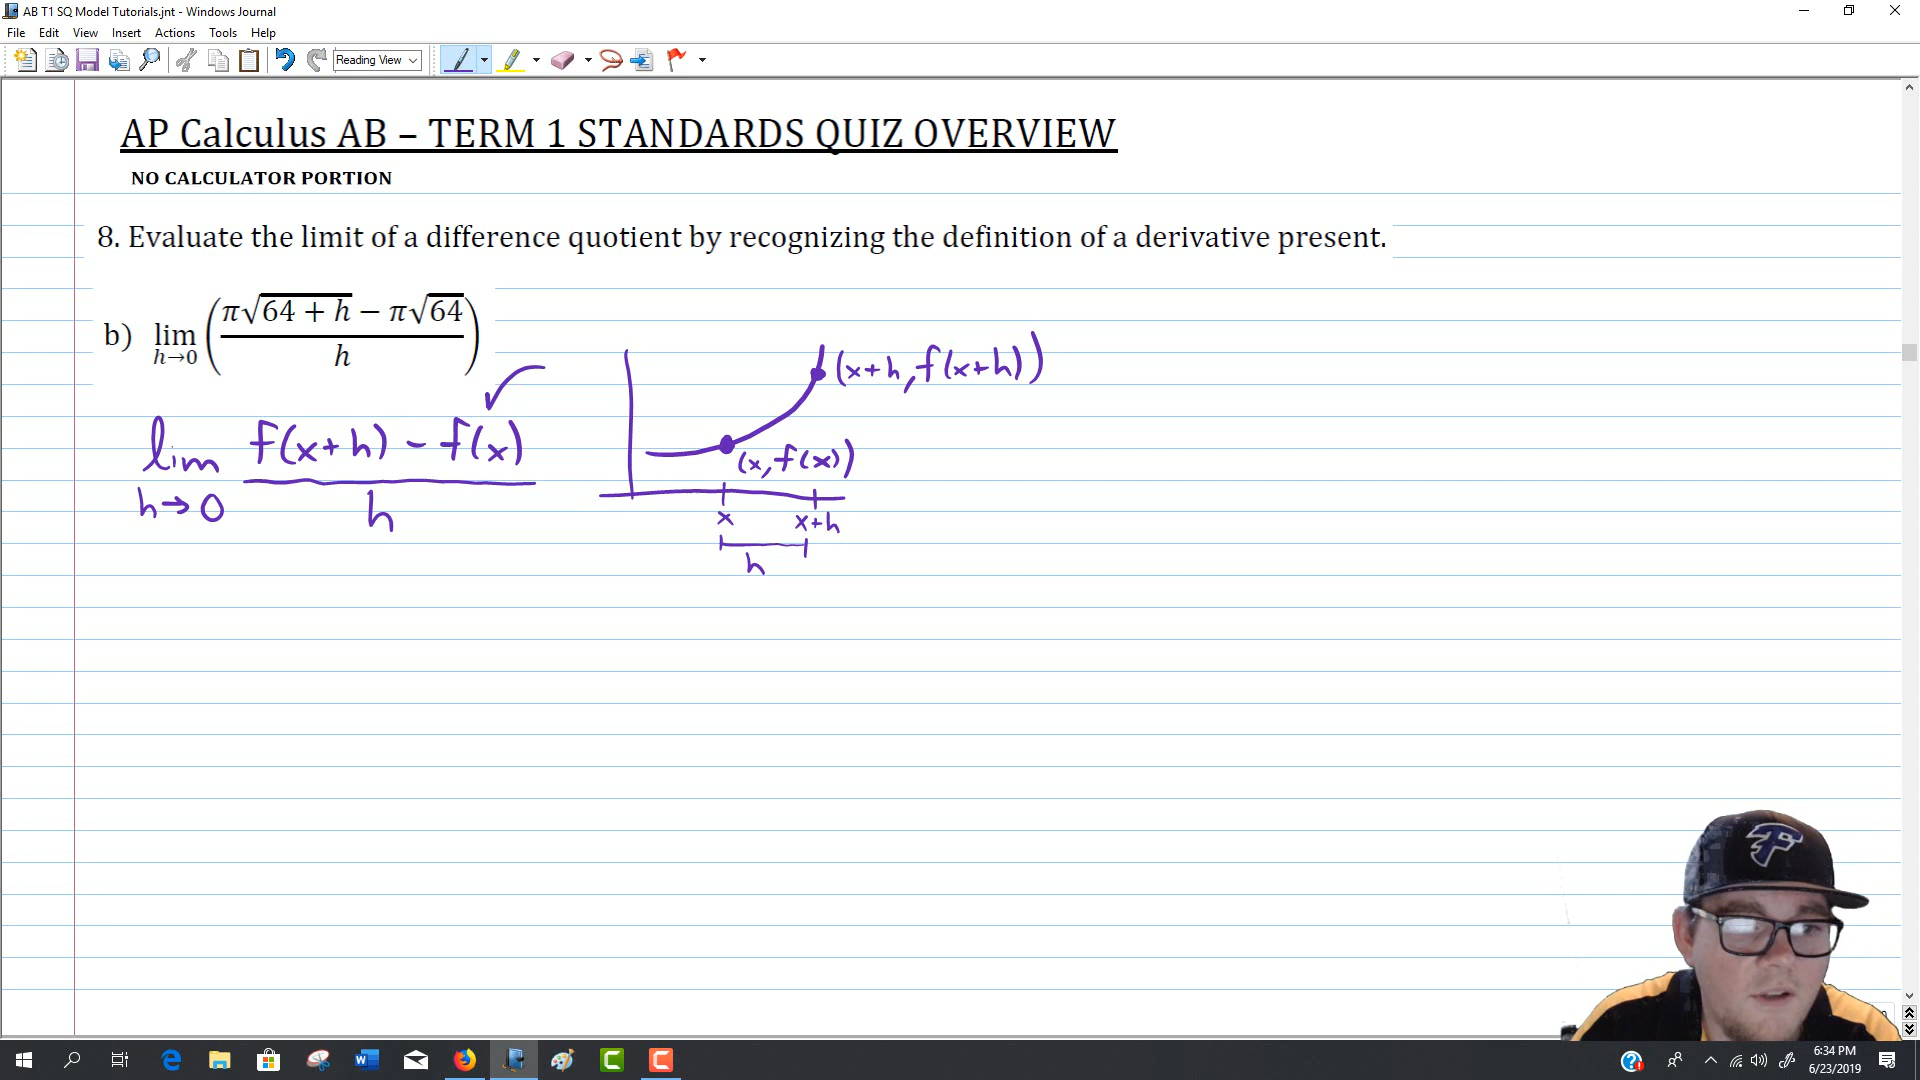 AB T1 SQ Model Tutorials.jnt - Windows Journal
File Edit View Insert Actions Tools Help
Reading View
AP Calculus AB – TERM 1 STANDARDS QUIZ OVERVIEW
NO CALCULATOR PORTION
8. Evaluate the limit of a difference quotient by recognizing the definition of a derivative present.
b) lim h→0 (π√64 + h − π√64 / h)
(x+h, f(x+h))
lim h→0 f(x+h) - f(x) / h
(x, f(x))
x x+h
h
6:34 PM
6/23/2019